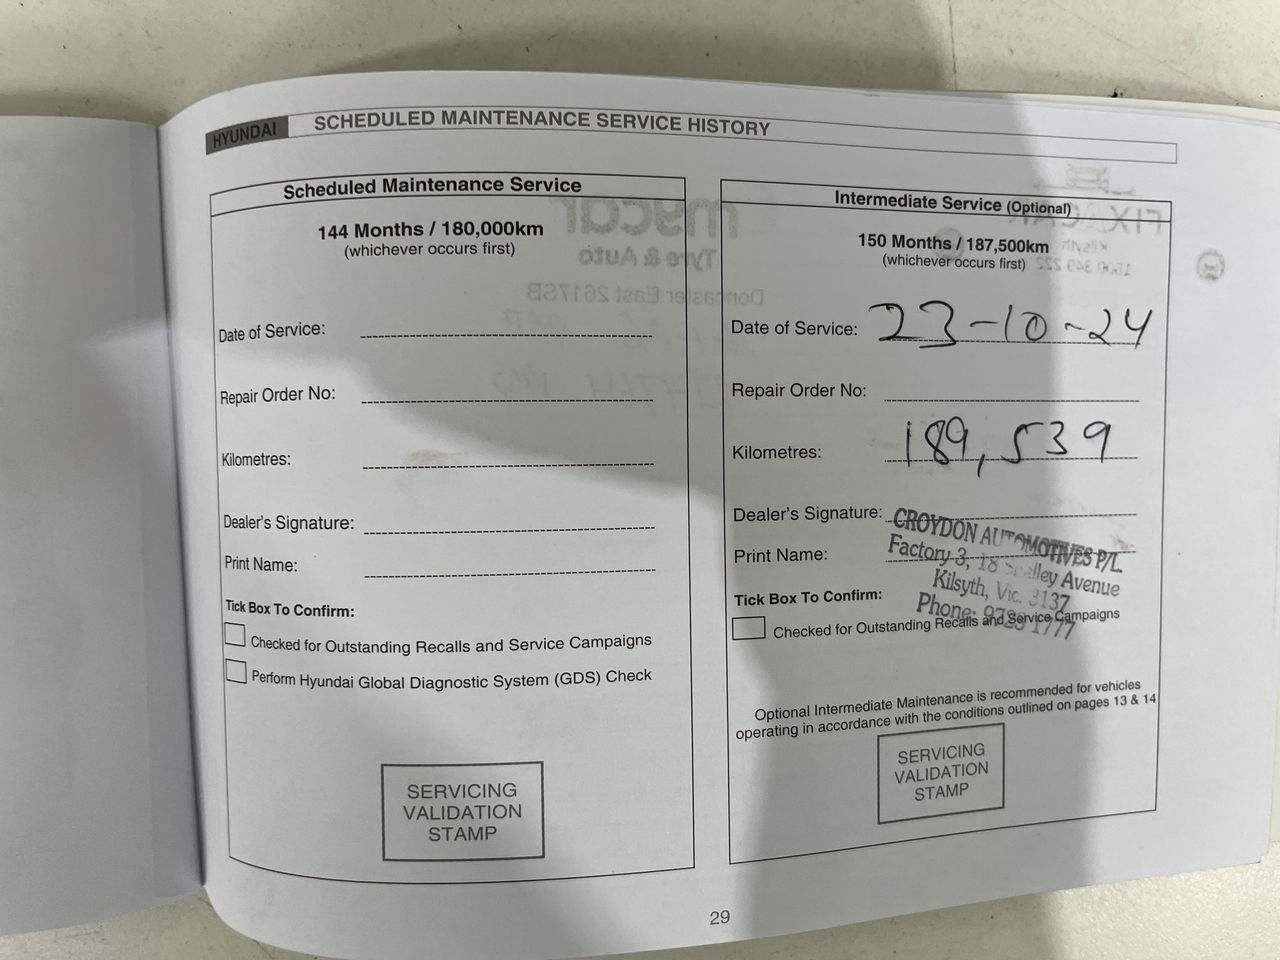 HYUNDAI
SCHEDULED MAINTENANCE SERVICE HISTORY
Scheduled Maintenance Service
144 Months / 180,000km
(whichever occurs first)
Date of Service:
Repair Order No:
Kilometres:
Dealer's Signature:
Print Name:
Tick Box To Confirm:
Checked for Outstanding Recalls and Service Campaigns
Perform Hyundai Global Diagnostic System (GDS) Check
SERVICING
VALIDATION
STAMP
Intermediate Service (Optional)
150 Months / 187,500km
(whichever occurs first)
Date of Service: 23-10-24
Repair Order No:
Kilometres: 189,539
Dealer's Signature:
Print Name:
CROYDON AUTOMOTIVES P/L.
Factory 3, 18 Avenue
Kilsyth, Vic. 3137
Phone:
Tick Box To Confirm:
Checked for Outstanding Recalls and Service Campaigns
Optional Intermediate Maintenance is recommended for vehicles
operating in accordance with the conditions outlined on pages 13 & 14
SERVICING
VALIDATION
STAMP
29